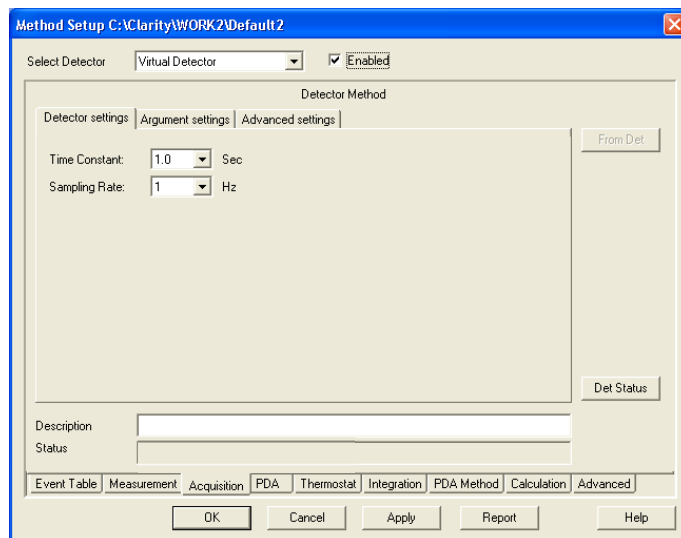 Method Setup C:\Clarity\WORK2\Default2
Select Detector Virtual Detector Enabled
Detector Method
Detector settings Argument settings Advanced settings
From Det
Time Constant: 1.0 Sec
Sampling Rate: 1 Hz
Det Status
Description
Status
Event Table Measurement Acquisition PDA Thermostat Integration PDA Method Calculation Advanced
OK Cancel Apply Report Help